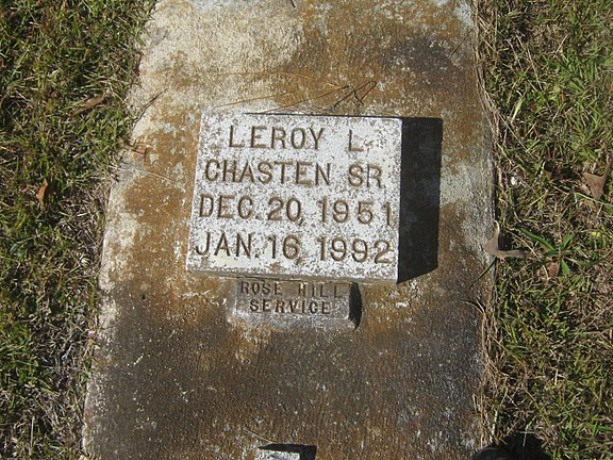 LEROY L.
CHASTEN SR.
DEC. 20, 1951
JAN. 16, 1992
ROSE HILL
SERVICE